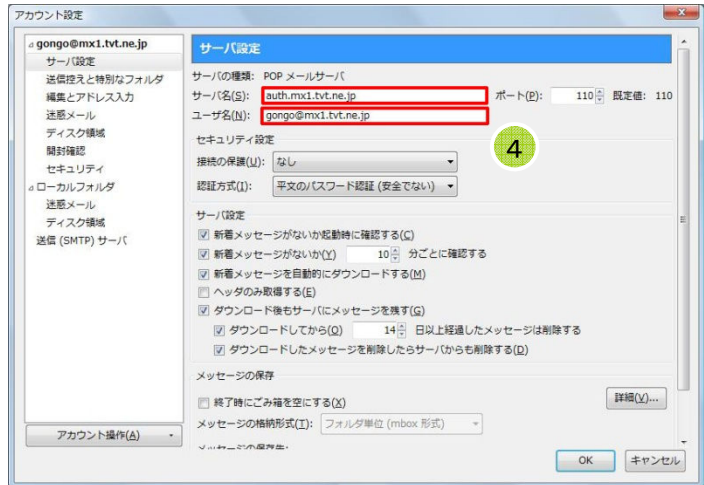 アカウント設定
gongo@mx1.tvt.ne.jp
サーバ設定
送信控えと特別なフォルダ
編集とアドレス入力
迷惑メール
ディスク領域
開封確認
セキュリティ
ローカルフォルダ
迷惑メール
ディスク領域
送信 (SMTP) サーバ
アカウント操作(A)
サーバ設定
サーバの種類: POP メールサーバ
サーバ名(S): auth.mx1.tvt.ne.jp ポート(P): 110 既定値: 110
ユーザ名(N): gongo@mx1.tvt.ne.jp
セキュリティ設定
4
接続の保護(U): なし
認証方式(I): 平文のパスワード認証 (安全でない)
サーバ設定
新着メッセージがないか起動時に確認する(C)
新着メッセージがないか(Y) 10 分ごとに確認する
新着メッセージを自動的にダウンロードする(M)
ヘッダのみ取得する(E)
ダウンロード後もサーバにメッセージを残す(G)
ダウンロードしてから(O) 14 日以上経過したメッセージは削除する
ダウンロードしたメッセージを削除したらサーバからも削除する(D)
メッセージの保存
終了時にごみ箱を空にする(X) 詳細(V)...
メッセージの格納形式(T): フォルダ単位 (mbox 形式)
メッセージの保存先:
OK キャンセル